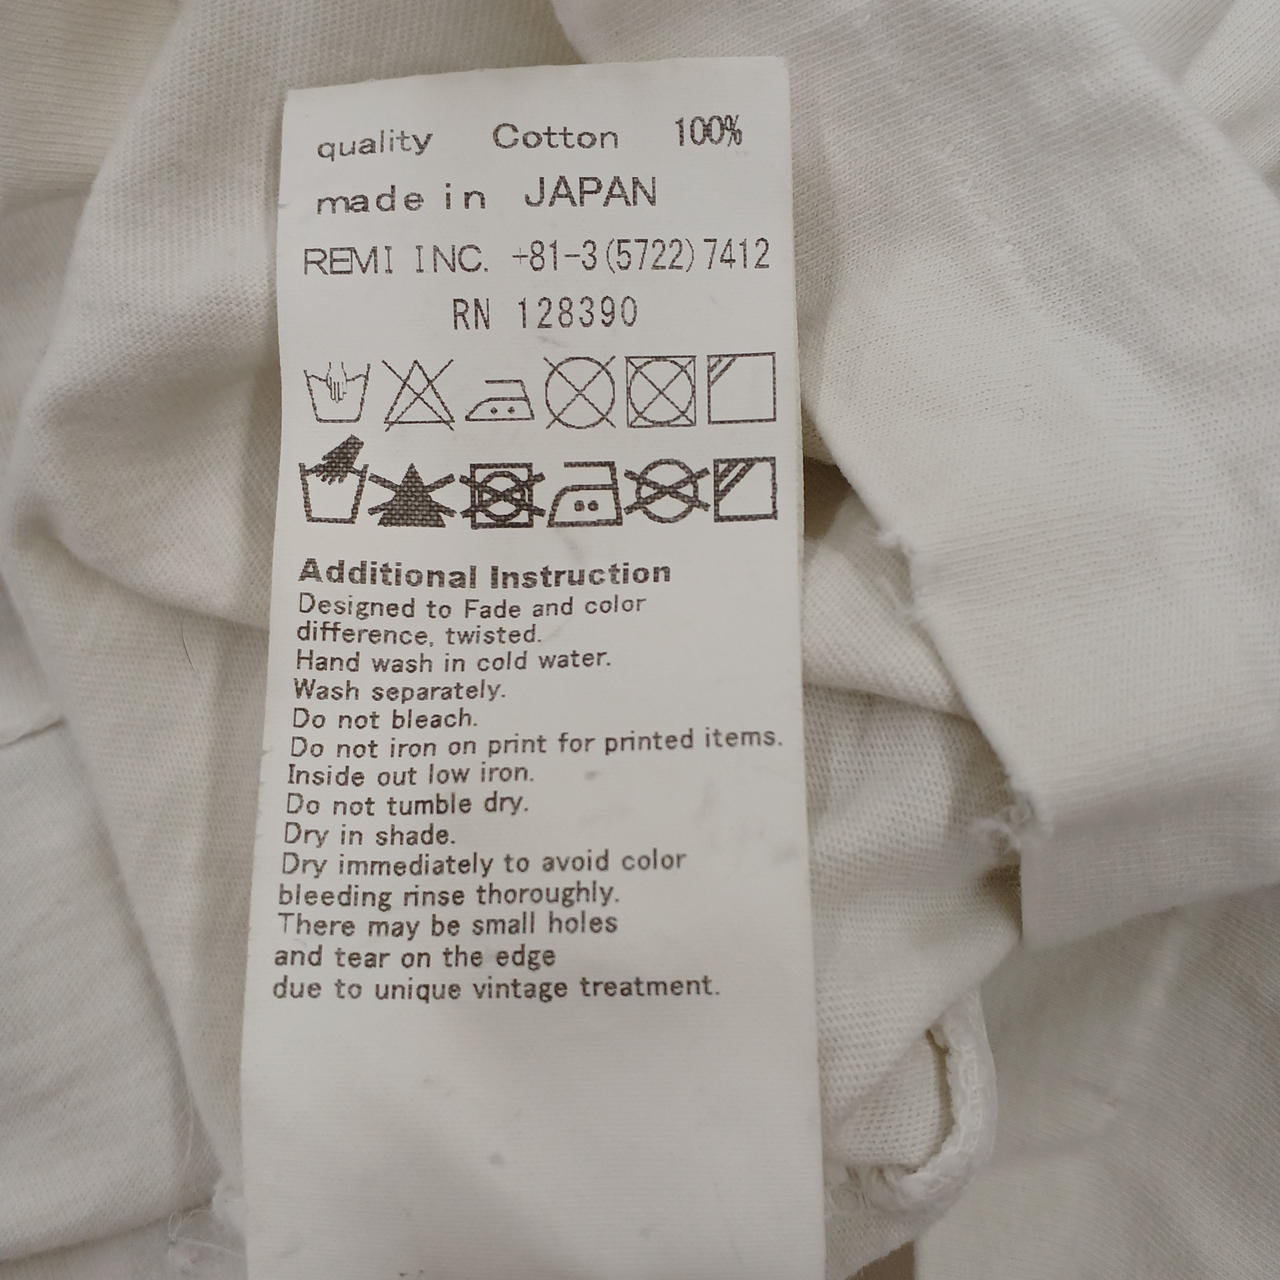 quality Cotton 100%
made in JAPAN
REMI INC. +81-3(5722)7412
RN 128390
Additional Instruction
Designed to Fade and color
difference, twisted.
Hand wash in cold water.
Wash separately.
Do not bleach.
Do not iron on print for printed items.
Inside out low iron.
Do not tumble dry.
Dry in shade.
Dry immediately to avoid color
bleeding rinse thoroughly.
There may be small holes
and tear on the edge
due to unique vintage treatment.